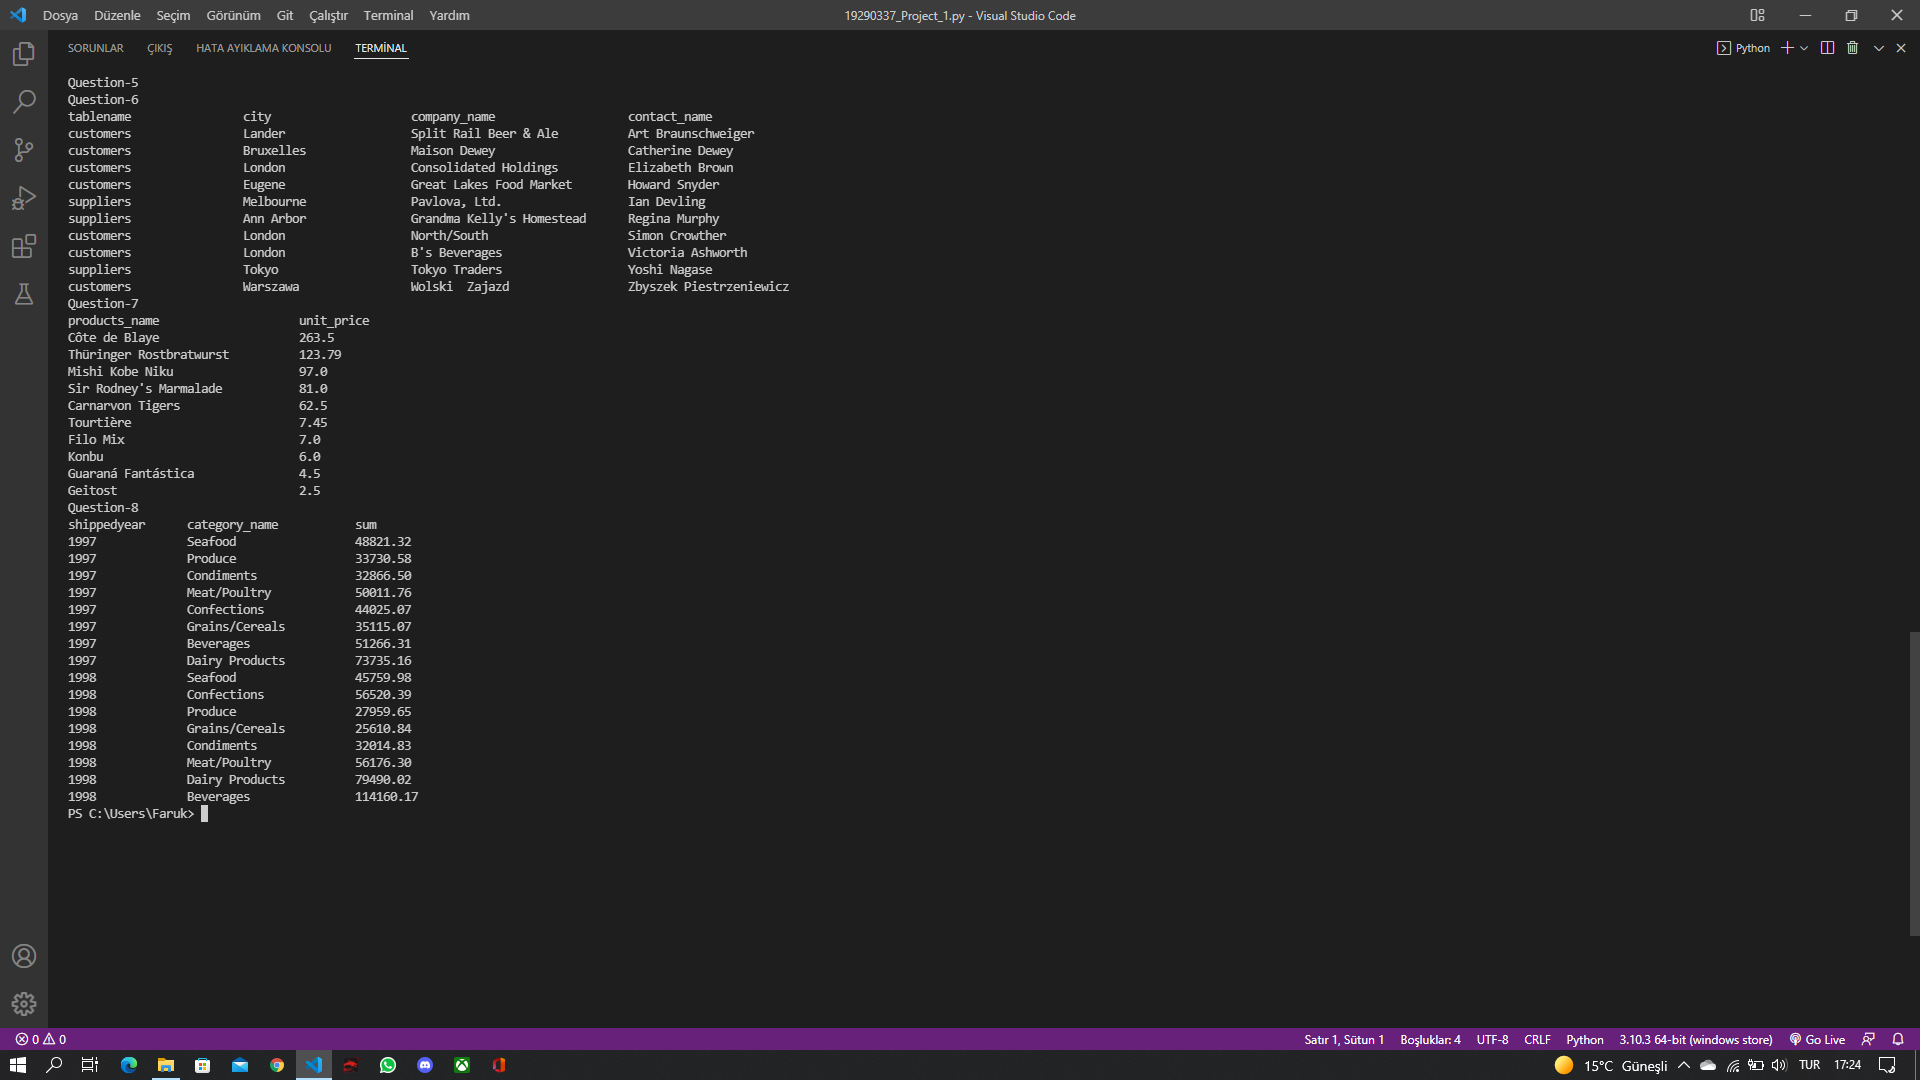 Dosya Düzenle Seçim Görünüm Git Çalıştır Terminal Yardım 19290337_Project_1.py - Visual Studio Code
SORUNLAR ÇIKIŞ HATA AYIKLAMA KONSOLU TERMİNAL Python
Question-5
Question-6
tablename city company_name contact_name
customers Lander Split Rail Beer & Ale Art Braunschweiger
customers Bruxelles Maison Dewey Catherine Dewey
customers London Consolidated Holdings Elizabeth Brown
customers Eugene Great Lakes Food Market Howard Snyder
suppliers Melbourne Pavlova, Ltd. Ian Devling
suppliers Ann Arbor Grandma Kelly's Homestead Regina Murphy
customers London North/South Simon Crowther
customers London B's Beverages Victoria Ashworth
suppliers Tokyo Tokyo Traders Yoshi Nagase
customers Warszawa Wolski  Zajazd Zbyszek Piestrzeniewicz
Question-7
products_name unit_price
Côte de Blaye 263.5
Thüringer Rostbratwurst 123.79
Mishi Kobe Niku 97.0
Sir Rodney's Marmalade 81.0
Carnarvon Tigers 62.5
Tourtière 7.45
Filo Mix 7.0
Konbu 6.0
Guaraná Fantástica 4.5
Geitost 2.5
Question-8
shippedyear category_name sum
1997 Seafood 48821.32
1997 Produce 33730.58
1997 Condiments 32866.50
1997 Meat/Poultry 50011.76
1997 Confections 44025.07
1997 Grains/Cereals 35115.07
1997 Beverages 51266.31
1997 Dairy Products 73735.16
1998 Seafood 45759.98
1998 Confections 56520.39
1998 Produce 27959.65
1998 Grains/Cereals 25610.84
1998 Condiments 32014.83
1998 Meat/Poultry 56176.30
1998 Dairy Products 79490.02
1998 Beverages 114160.17
PS C:\Users\Faruk>
0 0 Satır 1, Sütun 1 Boşluklar: 4 UTF-8 CRLF Python 3.10.3 64-bit (windows store) Go Live
15°C Güneşli TUR 17:24